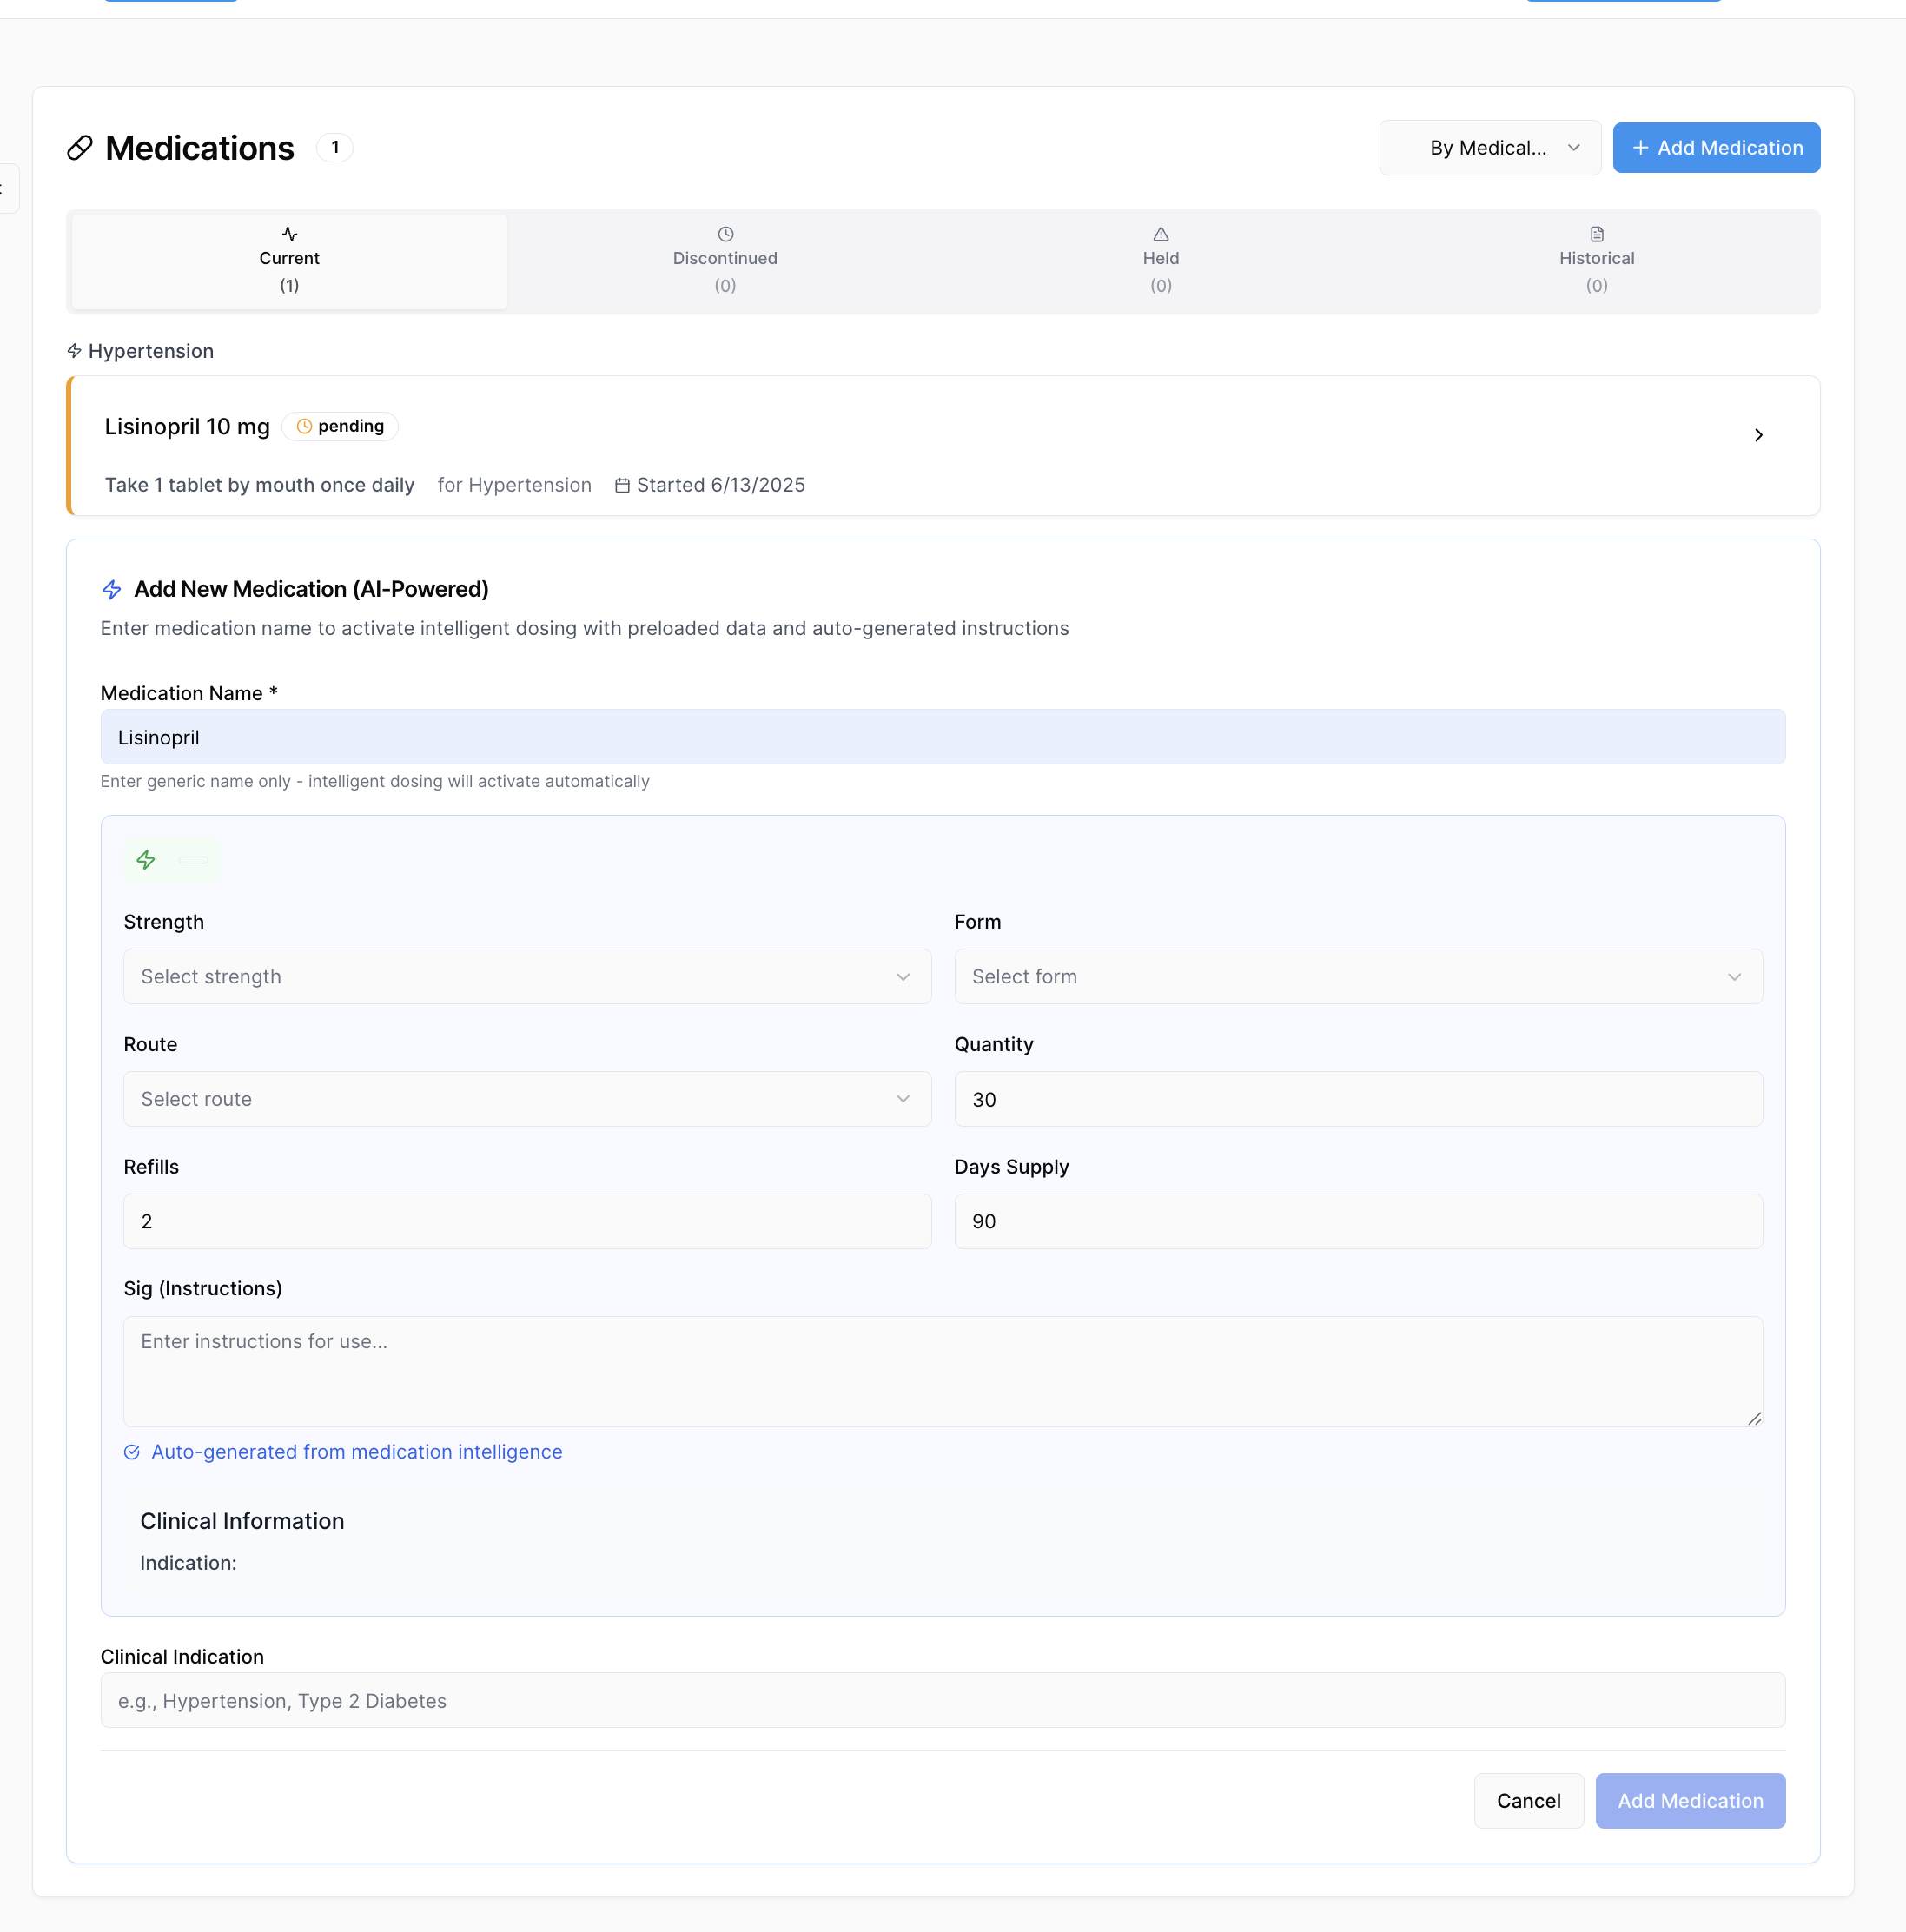 Medications 1
By Medical... + Add Medication
Current
(1)
Discontinued
(0)
Held
(0)
Historical
(0)
Hypertension
Lisinopril 10 mg pending
Take 1 tablet by mouth once daily for Hypertension Started 6/13/2025
Add New Medication (AI-Powered)
Enter medication name to activate intelligent dosing with preloaded data and auto-generated instructions
Medication Name *
Lisinopril
Enter generic name only - intelligent dosing will activate automatically
Strength
Select strength
Form
Select form
Route
Select route
Quantity
30
Refills
2
Days Supply
90
Sig (Instructions)
Enter instructions for use...
Auto-generated from medication intelligence
Clinical Information
Indication:
Clinical Indication
e.g., Hypertension, Type 2 Diabetes
Cancel
Add Medication